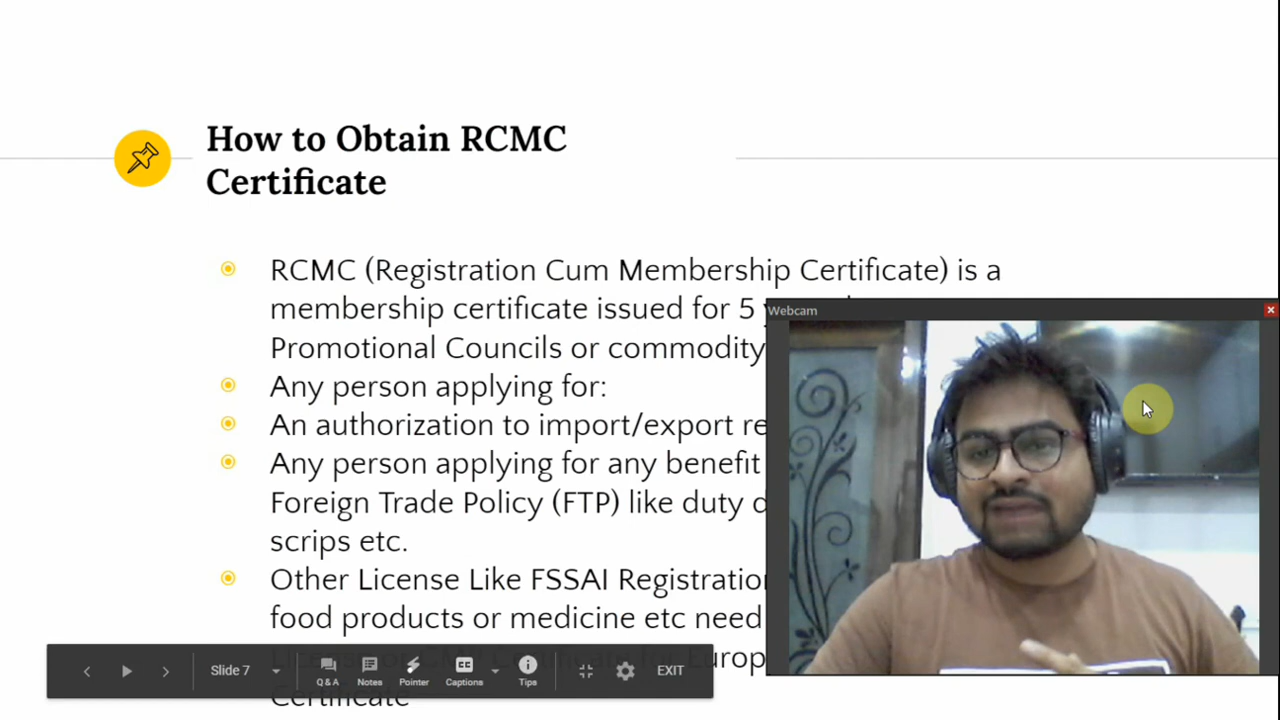 How to Obtain RCMC
Certificate
RCMC (Registration Cum Membership Certificate) is a
membership certificate issued for 5
Promotional Councils or commodity
Any person applying for:
An authorization to import/export
Any person applying for any benefit
Foreign Trade Policy (FTP) like duty
scrips etc.
Other License Like FSSAI Registration
food products or medicine etc need
Certificate
Webcam
Slide 7
Q & A
Notes
Pointer
Captions
Tips
EXIT